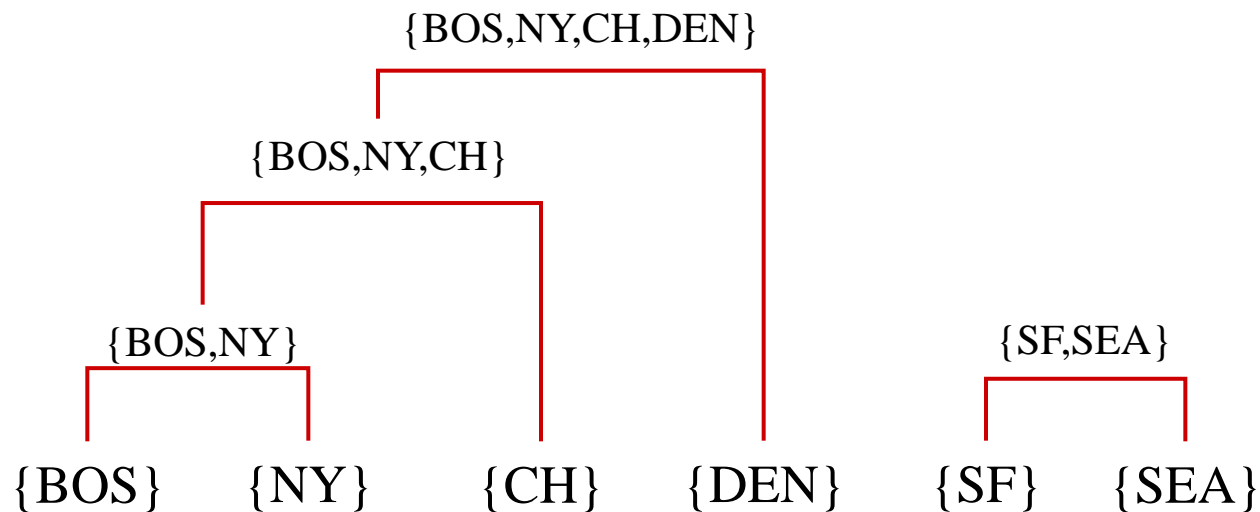 {BOS,NY,CH,DEN}
{BOS,NY,CH}
{BOS,NY}
{SF,SEA}
{BOS} {NY} {CH} {DEN} {SF} {SEA}